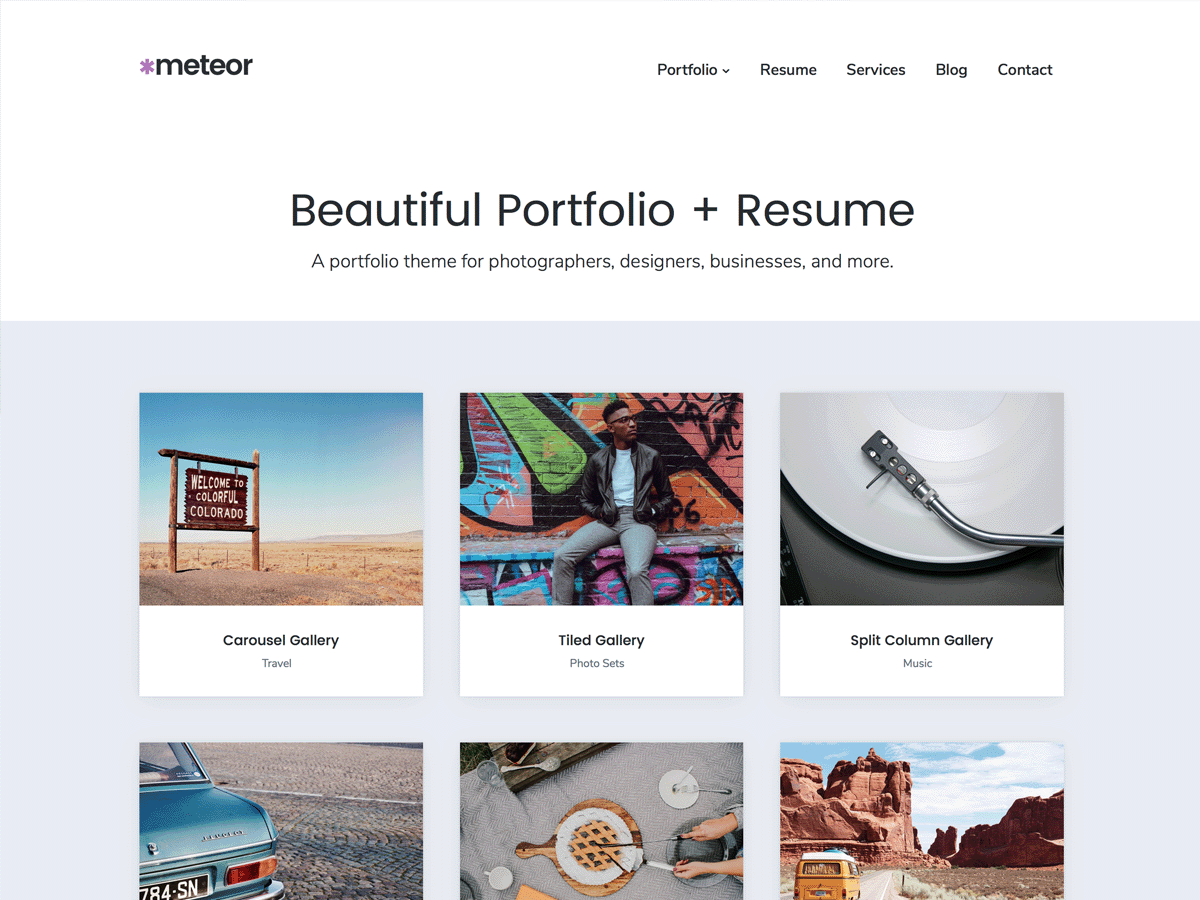 *meteor
Portfolio Resume Services Blog Contact
Beautiful Portfolio + Resume
A portfolio theme for photographers, designers, businesses, and more.
WELCOME TO
COLORFUL
COLORADO
Carousel Gallery
Travel
Tiled Gallery
Photo Sets
Split Column Gallery
Music
PEUGEOT
784-SN